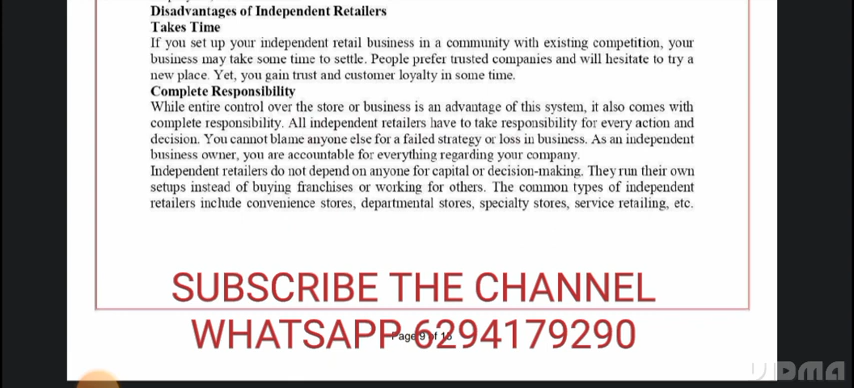 Disadvantages of Independent Retailers
Takes Time
If you set up your independent retail business in a community with existing competition, your
business may take some time to settle. People prefer trusted companies and will hesitate to try a
new place. Yet, you gain trust and customer loyalty in some time.
Complete Responsibility
While entire control over the store or business is an advantage of this system, it also comes with
complete responsibility. All independent retailers have to take responsibility for every action and
decision. You cannot blame anyone else for a failed strategy or loss in business. As an independent
business owner, you are accountable for everything regarding your company.
Independent retailers do not depend on anyone for capital or decision-making. They run their own
setups instead of buying franchises or working for others. The common types of independent
retailers include convenience stores, departmental stores, specialty stores, service retailing, etc.
SUBSCRIBE THE CHANNEL
WHATSAPP 6294179290
Page 9 of 16